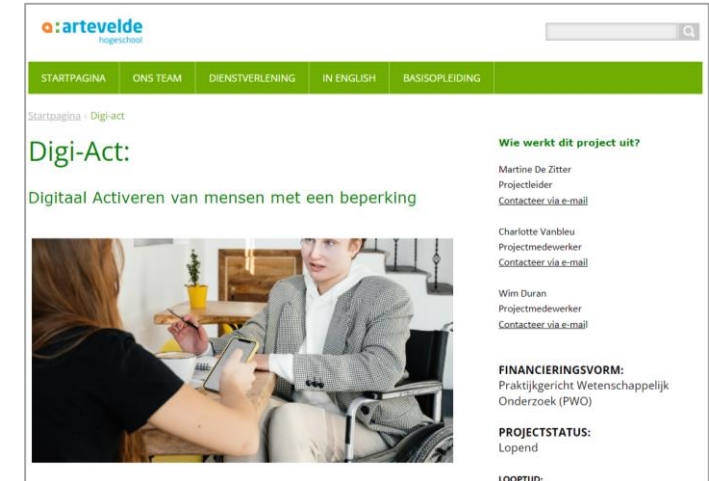 a:artevelde
hogeschool
STARTPAGINA ONS TEAM DIENSTVERLENING IN ENGLISH BASISOPLEIDING
Startpagina › Digi-act
Digi-Act:
Digitaal Activeren van mensen met een beperking
Wie werkt dit project uit?
Martine De Zitter
Projectleider
Contacteer via e-mail
Charlotte Vanbleu
Projectmedewerker
Contacteer via e-mail
Wim Duran
Projectmedewerker
Contacteer via e-mail
FINANCIERINGSVORM:
Praktijkgericht Wetenschappelijk
Onderzoek (PWO)
PROJECTSTATUS:
Lopend
LOOPTIJD: